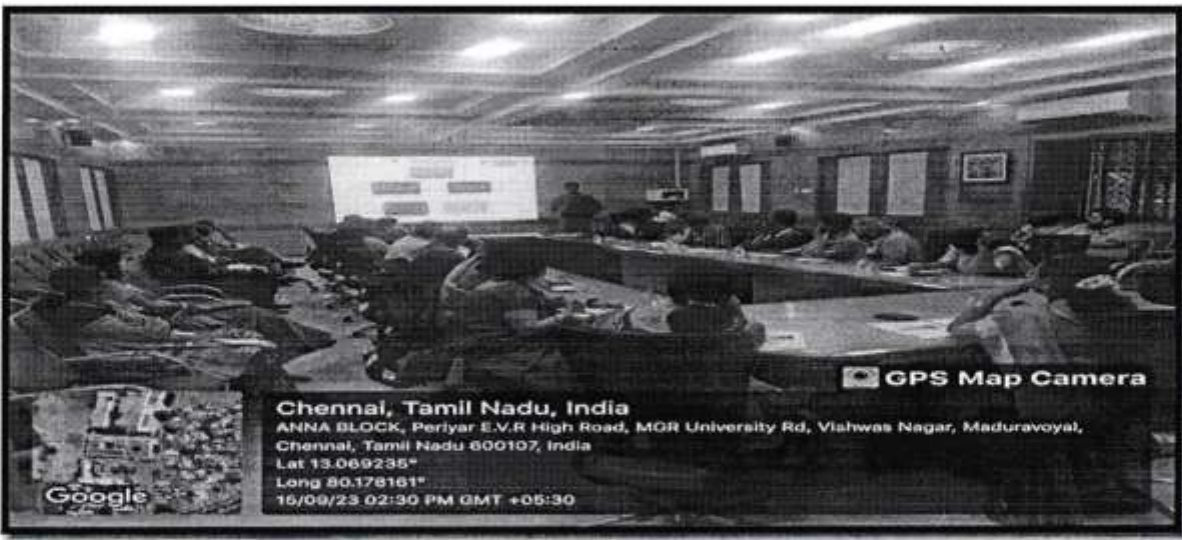 GPS Map Camera
Chennai, Tamil Nadu, India
ANNA BLOCK, Periyar E.V.R High Road, MGR University Rd, Vishwas Nagar, Maduravoyal,
Chennai, Tamil Nadu 600107, India
Lat 13.069235°
Long 80.178161°
15/09/23 02:30 PM GMT +05:30
Google